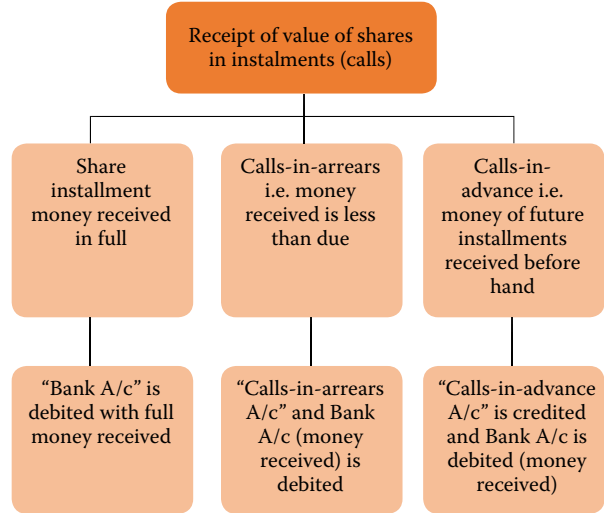 Receipt of value of shares
in instalments (calls)
Share
installment
money received
in full
Calls-in-arrears
i.e. money
received is less
than due
Calls-in-
advance i.e.
money of future
installments
received before
hand
“Bank A/c” is
debited with full
money received
“Calls-in-arrears
A/c” and Bank
A/c (money
received) is
debited
“Calls-in-advance
A/c” is credited
and Bank A/c is
debited (money
received)